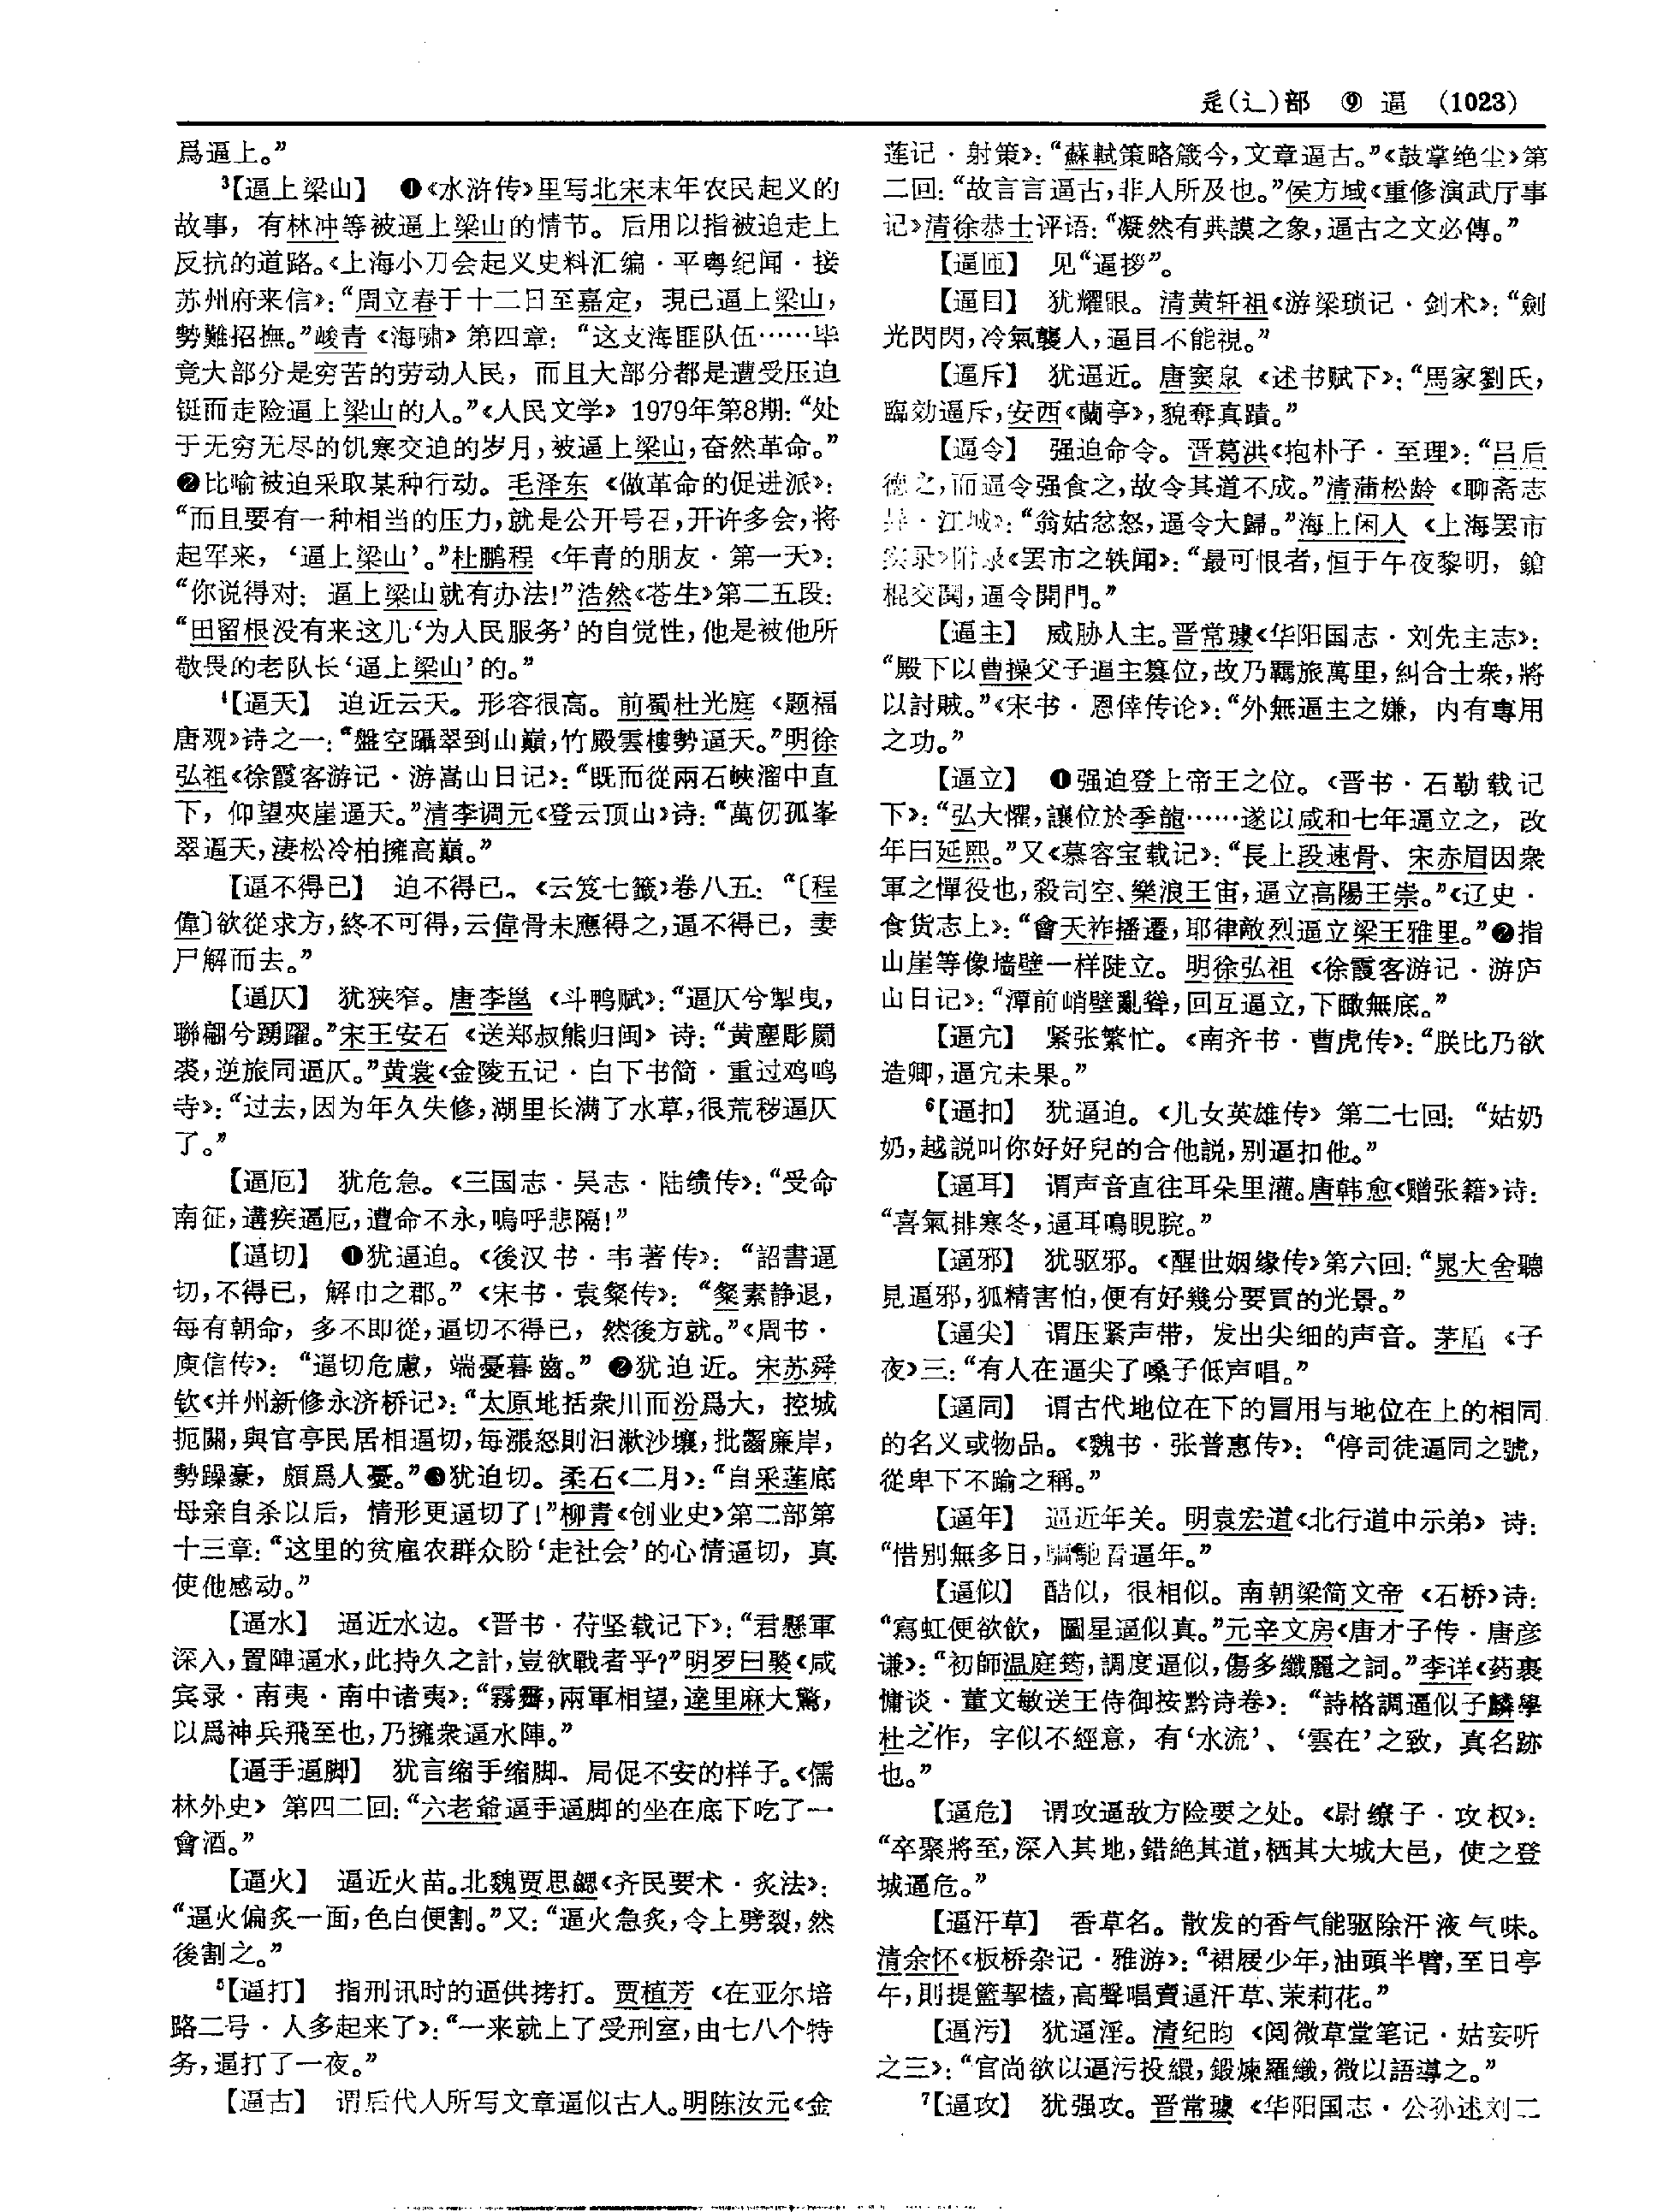 辵(辶)部 ⑨ 逼 (1023)
爲逼上。”
³【逼上梁山】 ❶《水浒传》里写北宋末年农民起义的
故事，有林冲等被逼上梁山的情节。后用以指被迫走上
反抗的道路。《上海小刀会起义史料汇编·平粤纪闻·接
苏州府来信》：“周立春于十二日至嘉定，現已逼上梁山，
勢難招撫。”峻青《海啸》第四章：“这支海匪队伍……毕
竟大部分是穷苦的劳动人民，而且大部分都是遭受压迫
铤而走险逼上梁山的人。”《人民文学》1979年第8期：“处
于无穷无尽的饥寒交迫的岁月，被逼上梁山，奋然革命。”
❷比喻被迫采取某种行动。毛泽东《做革命的促进派》：
“而且要有一种相当的压力，就是公开号召，开许多会，将
起军来，‘逼上梁山’。”杜鹏程《年青的朋友·第一天》：
“你说得对；逼上梁山就有办法！”浩然《苍生》第二五段：
“田留根没有来这儿‘为人民服务’的自觉性，他是被他所
敬畏的老队长‘逼上梁山’的。”
⁴【逼天】 迫近云天。形容很高。前蜀杜光庭《题福
唐观》诗之一：“盤空躡翠到山巔，竹殿雲樓勢逼天。”明徐
弘祖《徐霞客游记·游嵩山日记》：“既而從兩石峽溜中直
下，仰望夾崖逼天。”清李调元《登云顶山》诗：“萬仞孤峯
翠逼天，淒松冷柏擁高巔。”
【逼不得已】 迫不得已。《云笈七籖》卷八五：“〔程
偉〕欲從求方，終不可得，云偉骨未應得之，逼不得已，妻
尸解而去。”
【逼仄】 犹狭窄。唐李邕《斗鸭赋》：“逼仄兮掣曳，
聯翩兮踴躍。”宋王安石《送郑叔熊归闽》诗：“黄塵彫罽
裘，逆旅同逼仄。”黄裳《金陵五记·白下书简·重过鸡鸣
寺》：“过去，因为年久失修，湖里长满了水草，很荒秽逼仄
了。”
【逼厄】 犹危急。《三国志·吴志·陆绩传》：“受命
南征，遘疾逼厄，遭命不永，嗚呼悲隔！”
【逼切】 ❶犹逼迫。《後汉书·韦著传》：“詔書逼
切，不得已，解巾之郡。”《宋书·袁粲传》：“粲素静退，
每有朝命，多不即從，逼切不得已，然後方就。”《周书·
庾信传》：“逼切危慮，端憂暮齒。”❷犹迫近。宋苏舜
钦《并州新修永济桥记》：“太原地括衆川而汾爲大，控城
扼關，與官亭民居相逼切，每漲怒則汩漱沙壤，批齧廉岸，
勢躁豪，頗爲人憂。”❸犹迫切。柔石《二月》：“自采莲底
母亲自杀以后，情形更逼切了！”柳青《创业史》第二部第
十三章：“这里的贫雇农群众盼‘走社会’的心情逼切，真
使他感动。”
【逼水】 逼近水边。《晋书·苻坚载记下》：“君懸軍
深入，置陣逼水，此持久之計，豈欲戰者乎？”明罗曰褧《咸
宾录·南夷·南中诸夷》：“霧霽，兩軍相望，達里麻大驚，
以爲神兵飛至也，乃擁衆逼水陣。”
【逼手逼脚】 犹言缩手缩脚、局促不安的样子。《儒
林外史》第四二回：“六老爺逼手逼脚的坐在底下吃了一
會酒。”
【逼火】 逼近火苗。北魏贾思勰《齐民要术·炙法》：
“逼火偏炙一面，色白便割。”又：“逼火急炙，令上劈裂，然
後割之。”
⁵【逼打】 指刑讯时的逼供拷打。贾植芳《在亚尔培
路二号·人多起来了》：“一来就上了受刑室，由七八个特
务，逼打了一夜。”
【逼古】 谓后代人所写文章逼似古人。明陈汝元《金
莲记·射策》：“蘇軾策略箴今，文章逼古。”《鼓掌绝尘》第
二回：“故言言逼古，非人所及也。”侯方域《重修演武厅事
记》清徐恭士评语：“凝然有典謨之象，逼古之文必傳。”
【逼匝】 见“逼拶”。
【逼目】 犹耀眼。清黄轩祖《游梁琐记·剑术》：“劍
光閃閃，冷氣襲人，逼目不能視。”
【逼斥】 犹逼近。唐窦泉《述书赋下》：“馬家劉氏，
臨効逼斥，安西《蘭亭》，貌奪真蹟。”
【逼令】 强迫命令。晋葛洪《抱朴子·至理》：“吕后
德之，而逼令强食之，故令其道不成。”清蒲松龄《聊斋志
异·江城》：“翁姑忿怒，逼令大歸。”海上闲人《上海罢市
实录》附录《罢市之轶闻》：“最可恨者，恒于午夜黎明，鎗
棍交鬨，逼令開門。”
【逼主】 威胁人主。晋常璩《华阳国志·刘先主志》：
“殿下以曹操父子逼主篡位，故乃羈旅萬里，糾合士衆，將
以討賊。”《宋书·恩倖传论》：“外無逼主之嫌，内有專用
之功。”
【逼立】 ❶强迫登上帝王之位。《晋书·石勒载记
下》：“弘大懼，讓位於季龍……遂以咸和七年逼立之，改
年曰延熙。”又《慕容宝载记》：“長上段速骨、宋赤眉因衆
軍之憚役也，殺司空、樂浪王宙，逼立高陽王崇。”《辽史·
食货志上》：“會天祚播遷，耶律敵烈逼立梁王雅里。”❷指
山崖等像墙壁一样陡立。明徐弘祖《徐霞客游记·游庐
山日记》：“潭前峭壁亂聳，回互逼立，下瞰無底。”
【逼宂】 紧张繁忙。《南齐书·曹虎传》：“朕比乃欲
造卿，逼宂未果。”
⁶【逼扣】 犹逼迫。《儿女英雄传》第二七回：“姑奶
奶，越説叫你好好兒的合他説，别逼扣他。”
【逼耳】 谓声音直往耳朵里灌。唐韩愈《赠张籍》诗：
“喜氣排寒冬，逼耳鳴睍睆。”
【逼邪】 犹驱邪。《醒世姻缘传》第六回：“晁大舍聽
見逼邪，狐精害怕，便有好幾分要買的光景。”
【逼尖】 谓压紧声带，发出尖细的声音。茅盾《子
夜》三：“有人在逼尖了嗓子低声唱。”
【逼同】 谓古代地位在下的冒用与地位在上的相同
的名义或物品。《魏书·张普惠传》：“停司徒逼同之號，
從卑下不踰之稱。”
【逼年】 逼近年关。明袁宏道《北行道中示弟》诗：
“惜别無多日，驅馳看逼年。”
【逼似】 酷似，很相似。南朝梁简文帝《石桥》诗：
“寫虹便欲飲，圖星逼似真。”元辛文房《唐才子传·唐彦
谦》：“初師温庭筠，調度逼似，傷多纖麗之詞。”李详《药裹
慵谈·董文敏送王侍御按黔诗卷》：“詩格調逼似子麟學
杜之作，字似不經意，有‘水流’、‘雲在’之致，真名跡
也。”
【逼危】 谓攻逼敌方险要之处。《尉缭子·攻权》：
“卒聚將至，深入其地，錯絶其道，栖其大城大邑，使之登
城逼危。”
【逼汗草】 香草名。散发的香气能驱除汗液气味。
清余怀《板桥杂记·雅游》：“裙屐少年，油頭半臂，至日亭
午，則提籃挈榼，高聲唱賣逼汗草、茉莉花。”
【逼污】 犹逼淫。清纪昀《阅微草堂笔记·姑妄听
之三》：“官尚欲以逼污投繯，鍛煉羅織，微以語導之。”
⁷【逼攻】 犹强攻。晋常璩《华阳国志·公孙述刘二